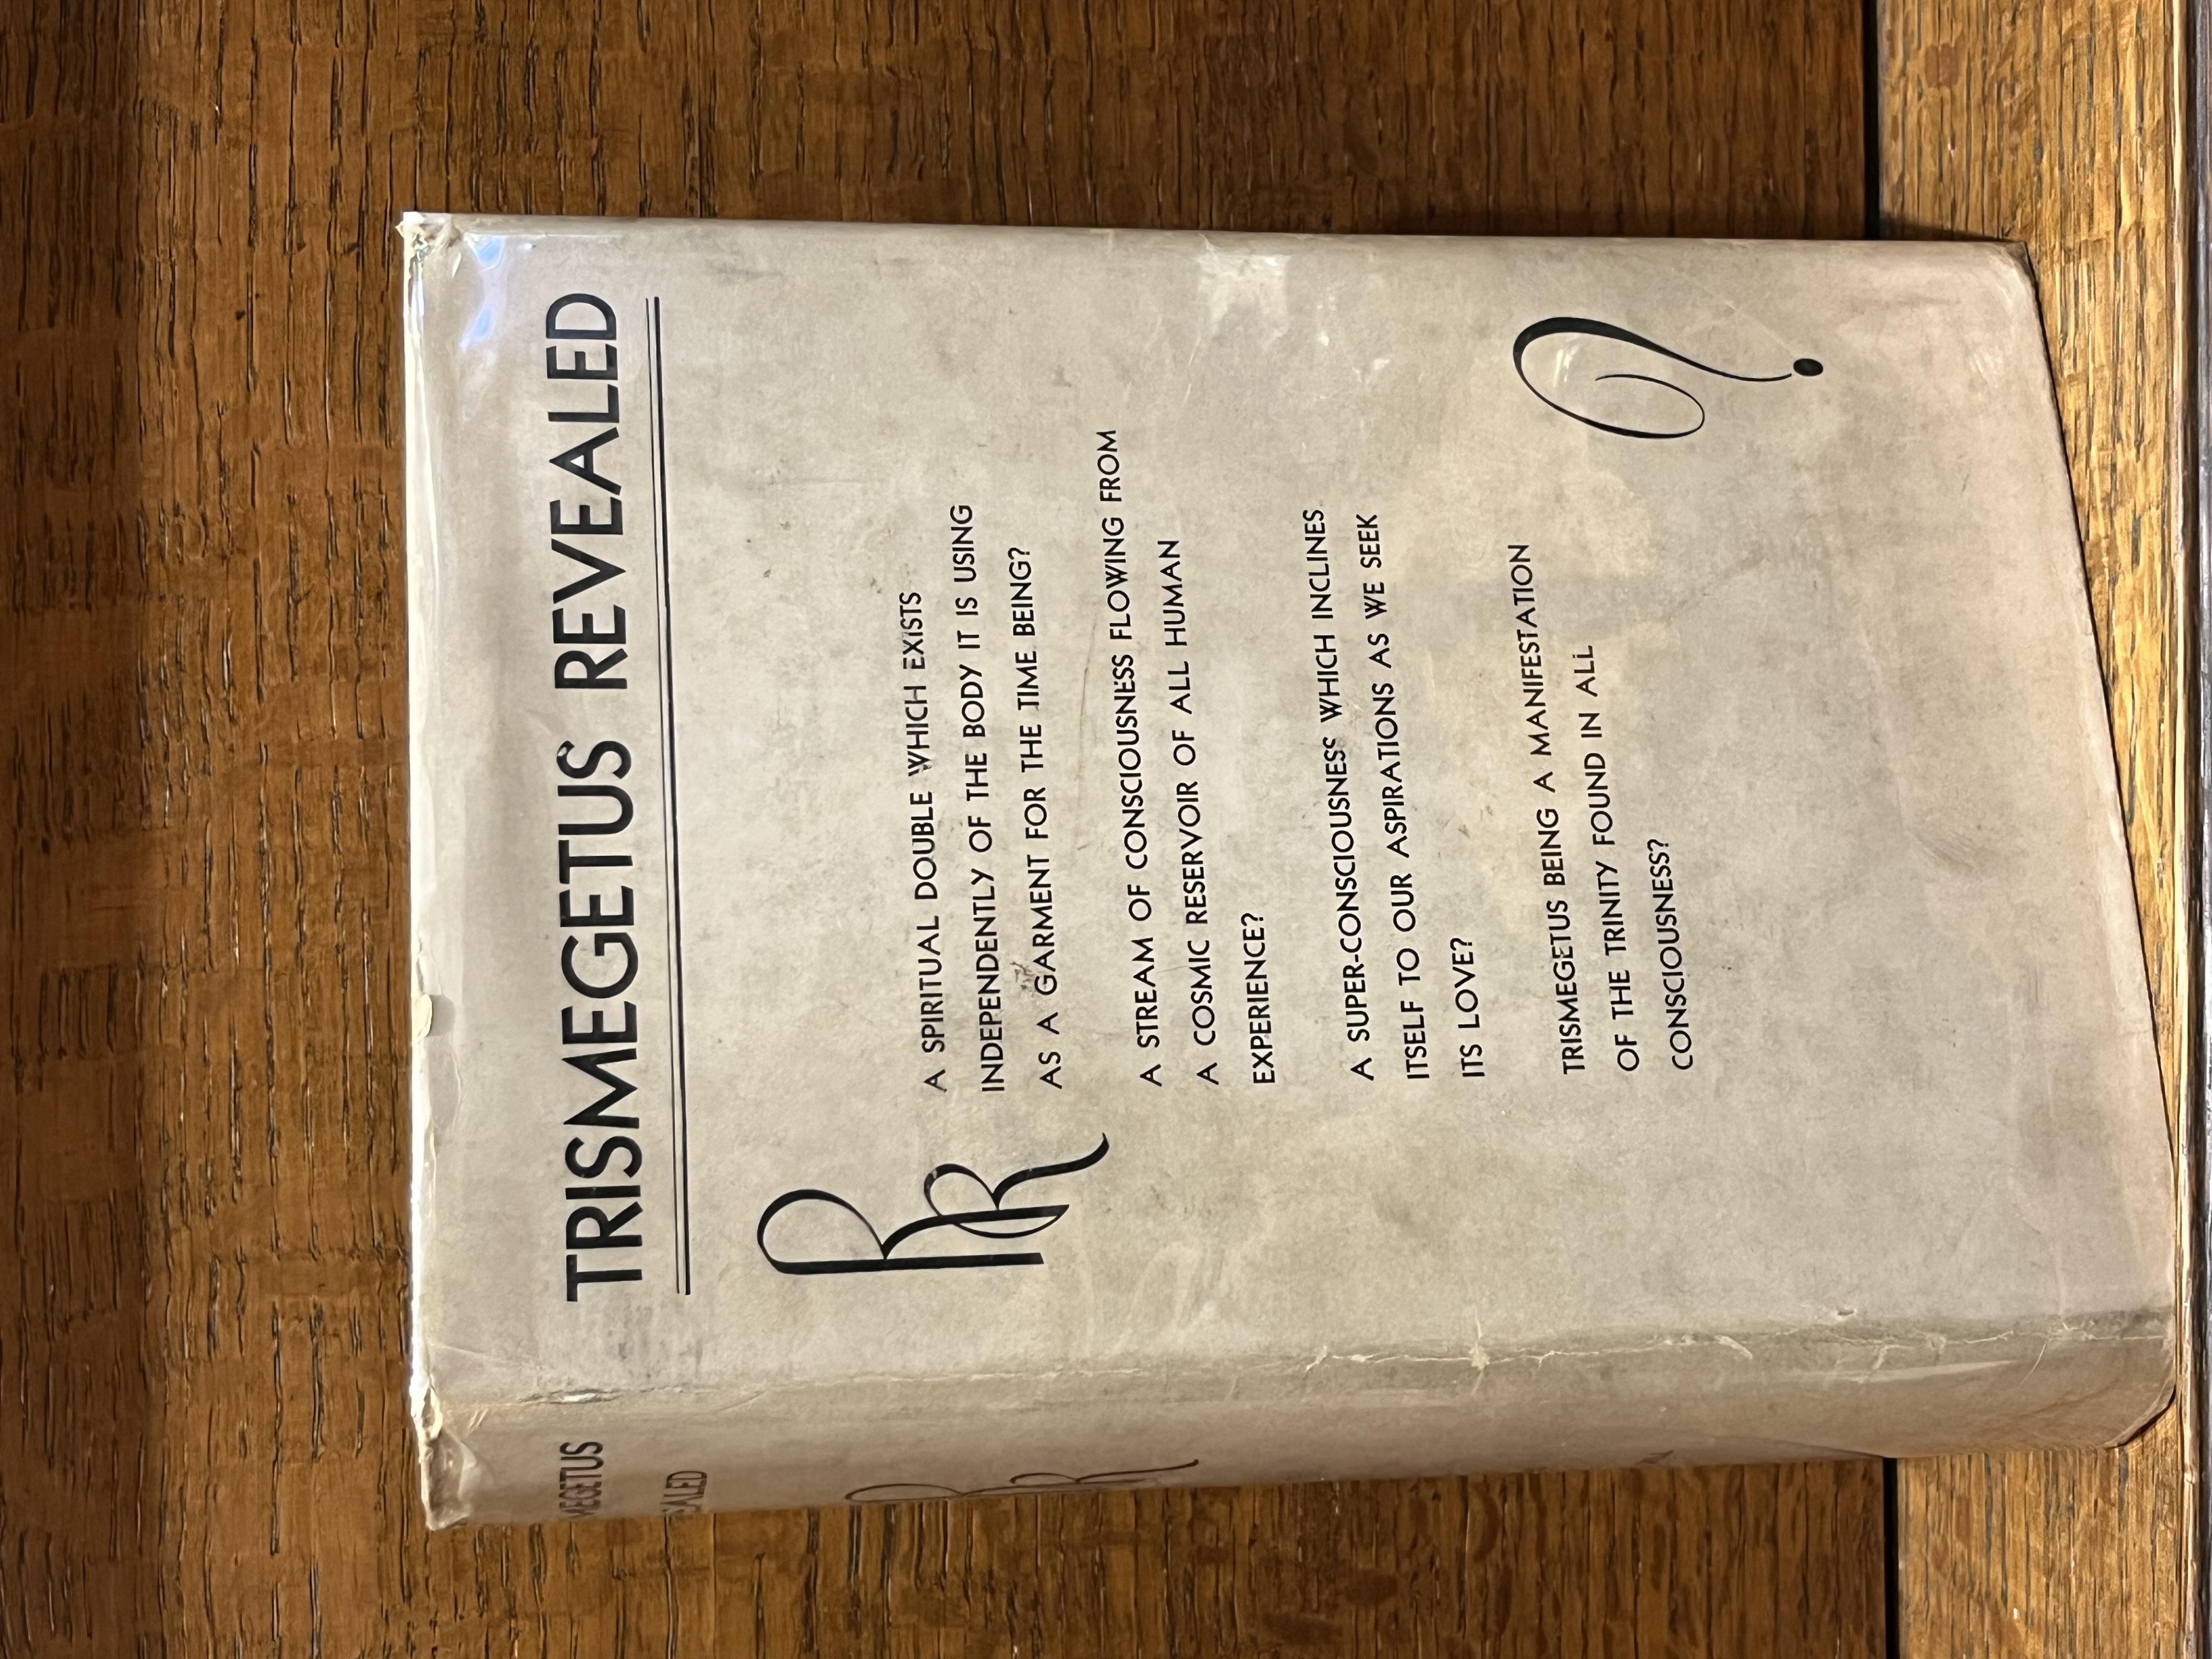 TRISMEGETUS REVEALED
A SPIRITUAL DOUBLE WHICH EXISTS
INDEPENDENTLY OF THE BODY IT IS USING
AS A GARMENT FOR THE TIME BEING?
A STREAM OF CONSCIOUSNESS FLOWING FROM
A COSMIC RESERVOIR OF ALL HUMAN
EXPERIENCE?
A SUPER-CONSCIOUSNESS WHICH INCLINES
ITSELF TO OUR ASPIRATIONS AS WE SEEK
ITS LOVE?
TRISMEGETUS BEING A MANIFESTATION
OF THE TRINITY FOUND IN ALL
CONSCIOUSNESS?
?
MEGETUS
EALED